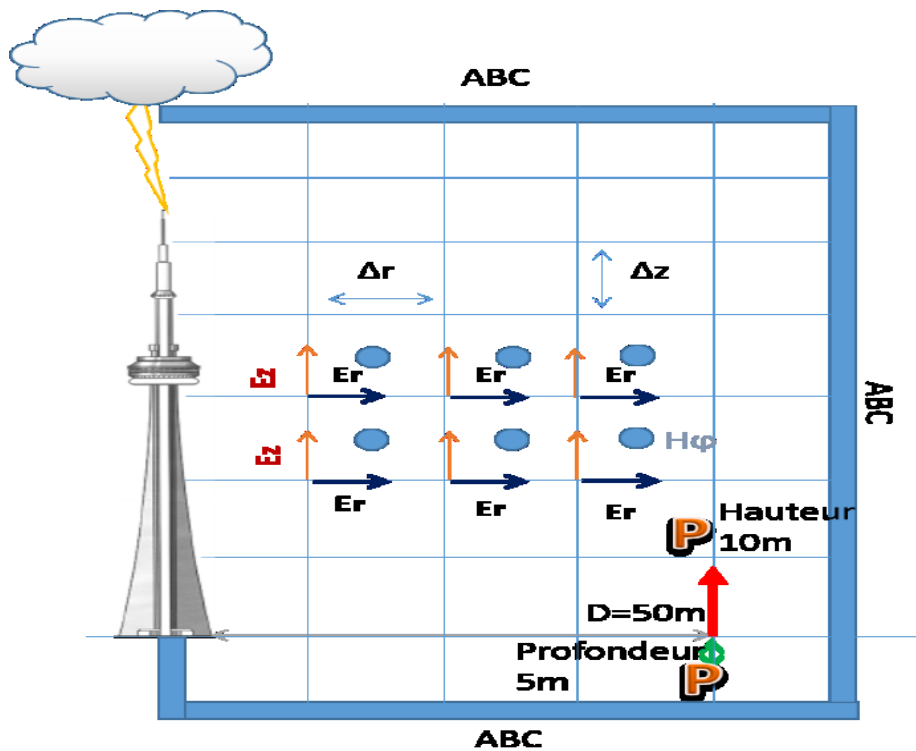 ABC
Δr
Δz
Ez
Er
Er
Er
ABC
Ez
Hφ
Er
Er
Er
P
Hauteur
10m
D=50m
Profondeur
5m
P
ABC